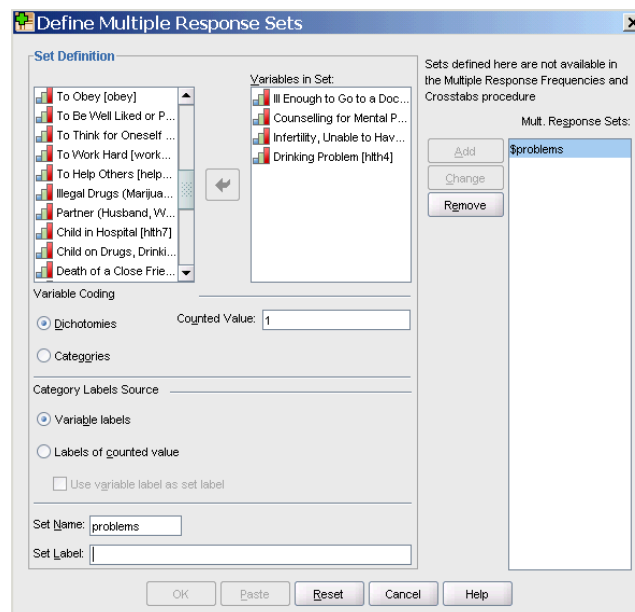 Define Multiple Response Sets
Set Definition
To Obey [obey]
To Be Well Liked or P...
To Think for Oneself ...
To Work Hard [work...
To Help Others [help...
Illegal Drugs (Marijua...
Partner (Husband, W...
Child in Hospital [hlth7]
Child on Drugs, Drinki...
Death of a Close Frie...
Variables in Set:
Ill Enough to Go to a Doc...
Counselling for Mental P...
Infertility, Unable to Hav...
Drinking Problem [hlth4]
Variable Coding
Dichotomies
Counted Value: 1
Categories
Category Labels Source
Variable labels
Labels of counted value
Use variable label as set label
Set Name: problems
Set Label:
Sets defined here are not available in
the Multiple Response Frequencies and
Crosstabs procedure
Mult. Response Sets:
Add
Change
Remove
$problems
OK
Paste
Reset
Cancel
Help